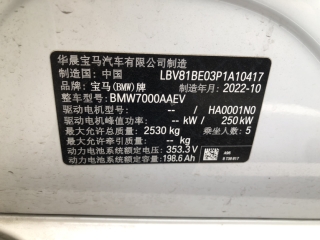 华晨宝马汽车有限公司制造
制造国：中国 LBV81BE03P1A10417
品牌：宝马(BMW)牌 制造年月：2022-10
整车型号：BMW7000AAEV
驱动电机型号： -- / HA0001N0
驱动电机峰值功率： -- kW / 250 kW
最大允许总质量： 2530 kg 乘坐人数： 5
最大允许牵引质量： -- kg
动力电池系统额定电压：353.3 V
动力电池系统额定容量：198.6 Ah